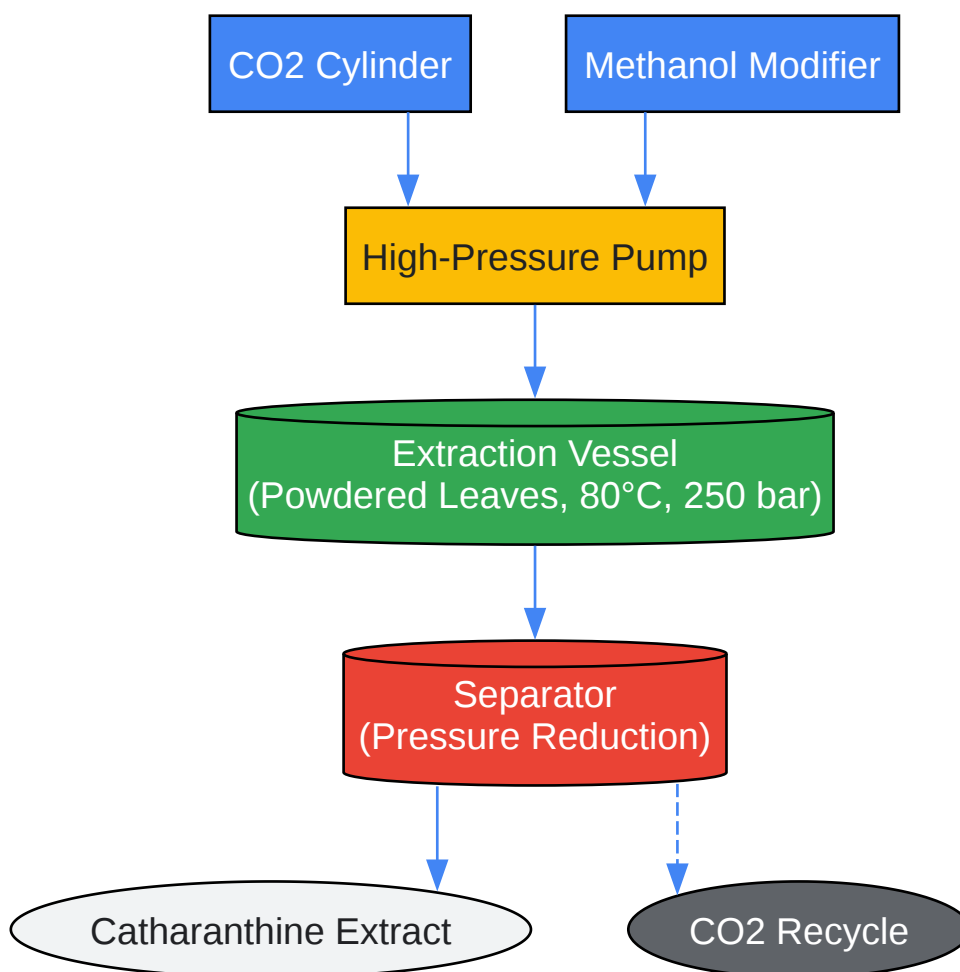 CO2 Cylinder
Methanol Modifier
High-Pressure Pump
Extraction Vessel
(Powdered Leaves, 80°C, 250 bar)
Separator
(Pressure Reduction)
Catharanthine Extract
CO2 Recycle